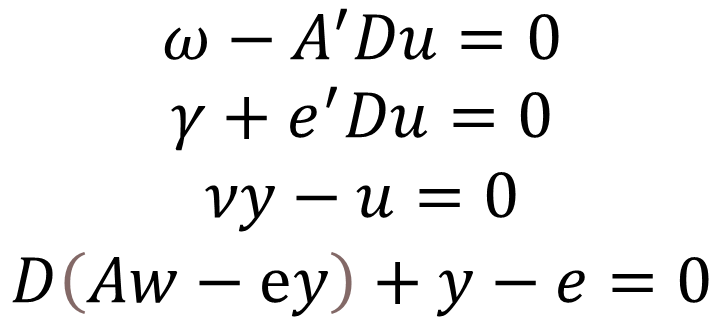 ω − A′Du = 0
γ + e′Du = 0
νy − u = 0
D(Aw − ey) + y − e = 0